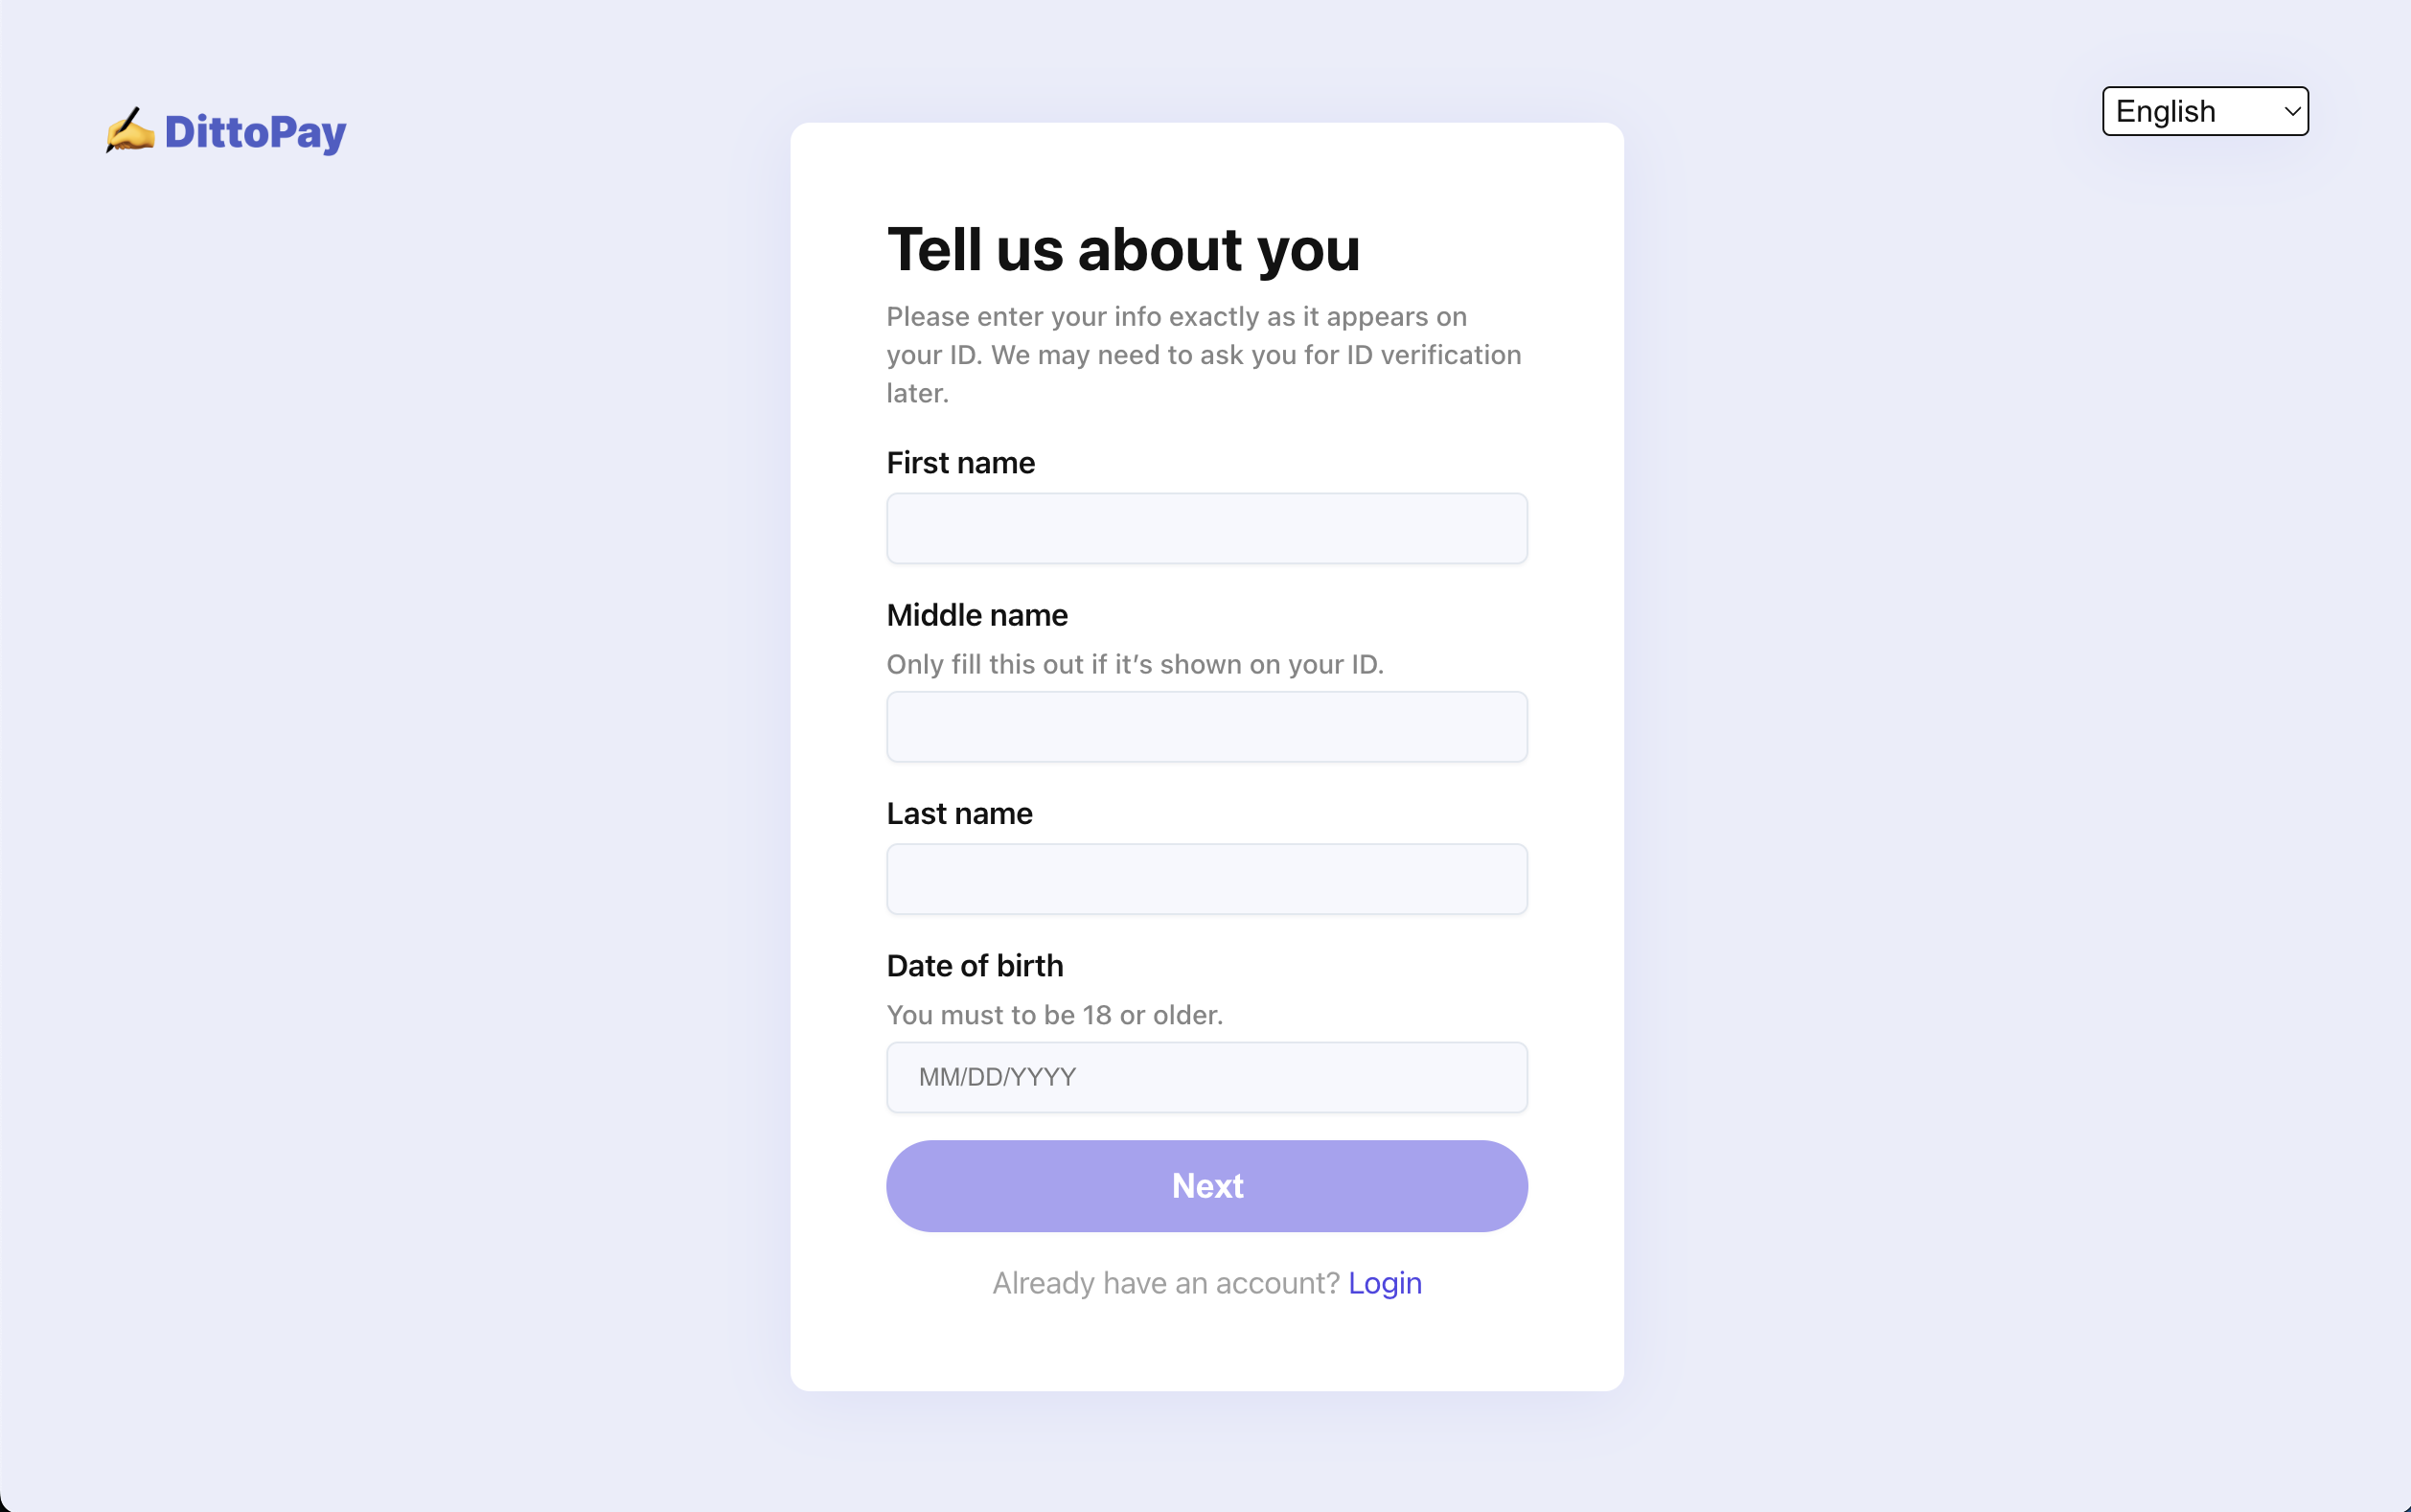 DittoPay
English
Tell us about you
Please enter your info exactly as it appears on
your ID. We may need to ask you for ID verification
later.
First name
Middle name
Only fill this out if it’s shown on your ID.
Last name
Date of birth
You must to be 18 or older.
MM/DD/YYYY
Next
Already have an account? Login